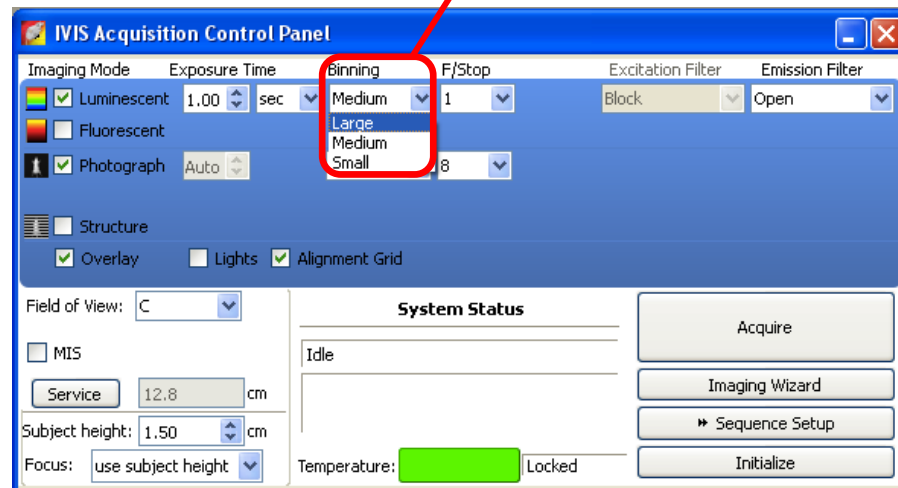 IVIS Acquisition Control Panel
Imaging Mode Exposure Time Binning F/Stop Excitation Filter Emission Filter
Luminescent 1.00 sec Medium 1 Block Open
Fluorescent Large
Medium
Photograph Auto Small 8
Structure
Overlay Lights Alignment Grid
Field of View: C System Status Acquire
MIS Idle
Service 12.8 cm Imaging Wizard
Subject height: 1.50 cm Sequence Setup
Focus: use subject height Temperature: Locked Initialize